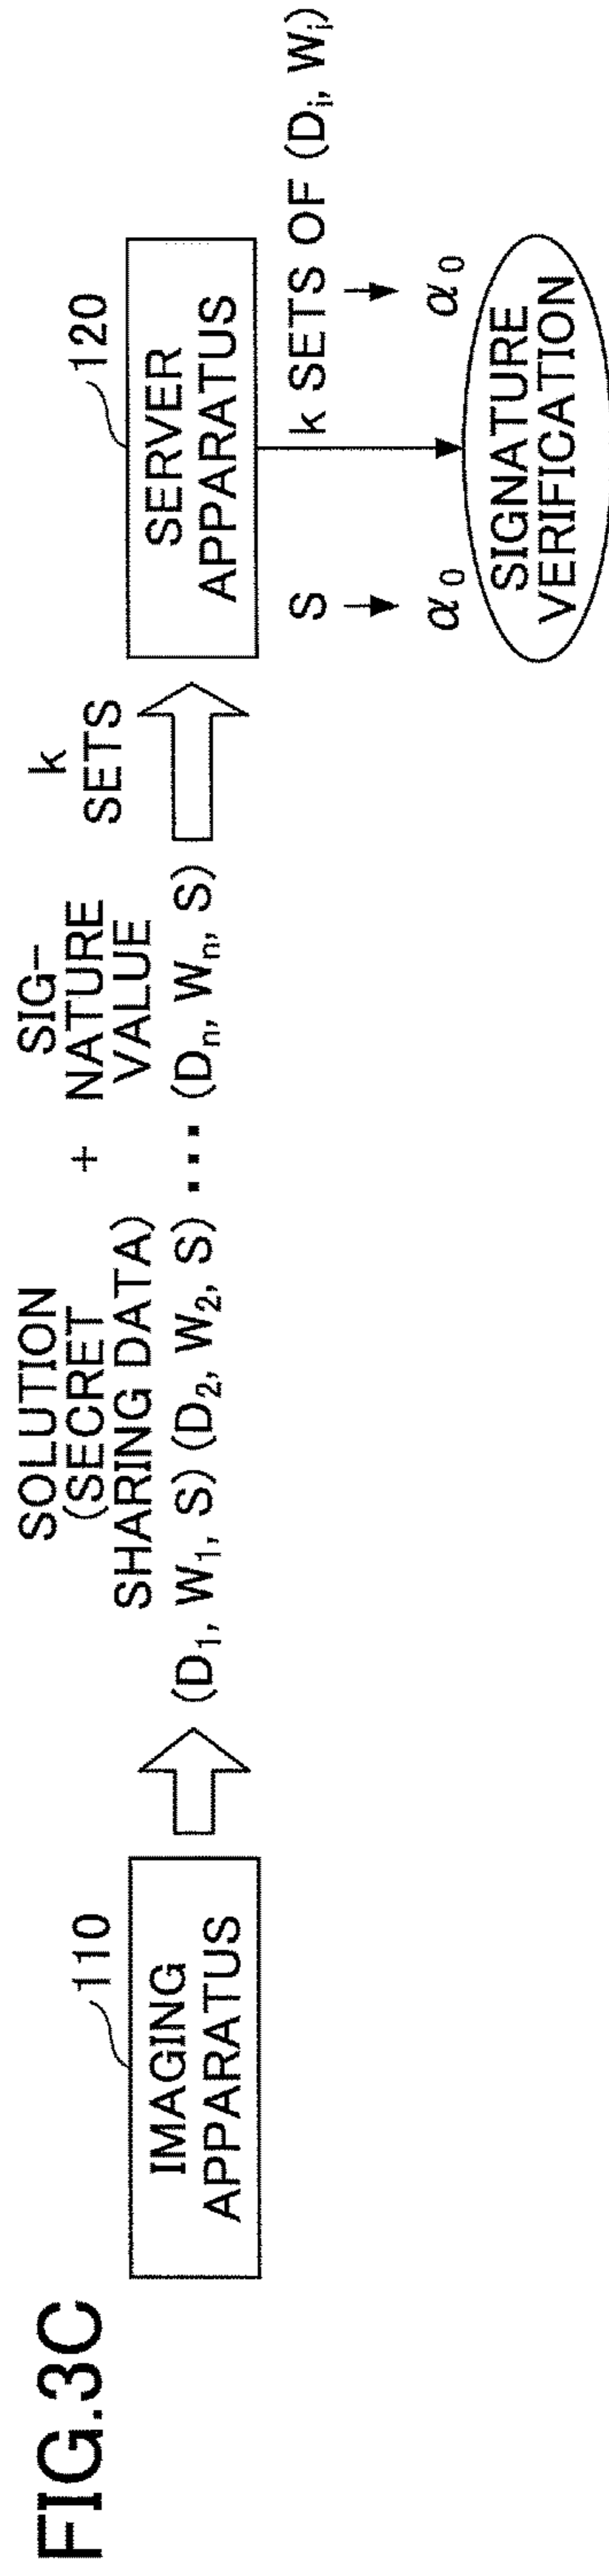 FIG.3C
110
IMAGING
APPARATUS
SOLUTION
(SECRET
SHARING DATA)
+
SIG-
NATURE
VALUE
(D1, W1, S) (D2, W2, S) ... (Dn, Wn, S)
k
SETS
120
SERVER
APPARATUS
S
k SETS OF (Di, Wi)
α0
α0
SIGNATURE
VERIFICATION